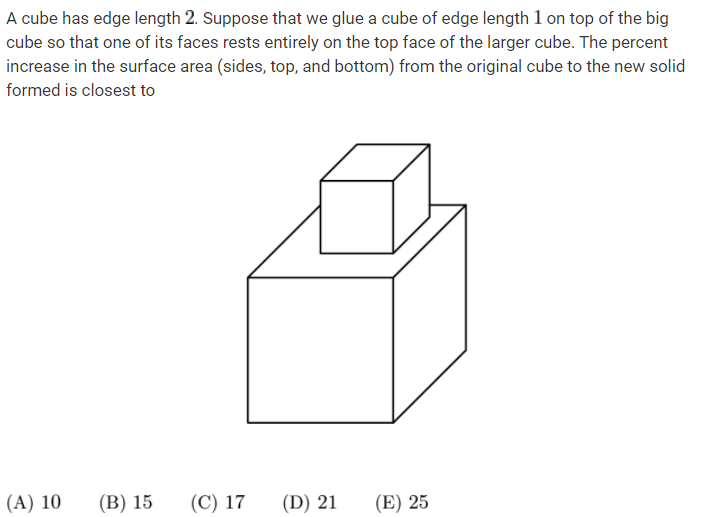 A cube has edge length 2. Suppose that we glue a cube of edge length 1 on top of the big
cube so that one of its faces rests entirely on the top face of the larger cube. The percent
increase in the surface area (sides, top, and bottom) from the original cube to the new solid
formed is closest to
(A) 10 (B) 15 (C) 17 (D) 21 (E) 25